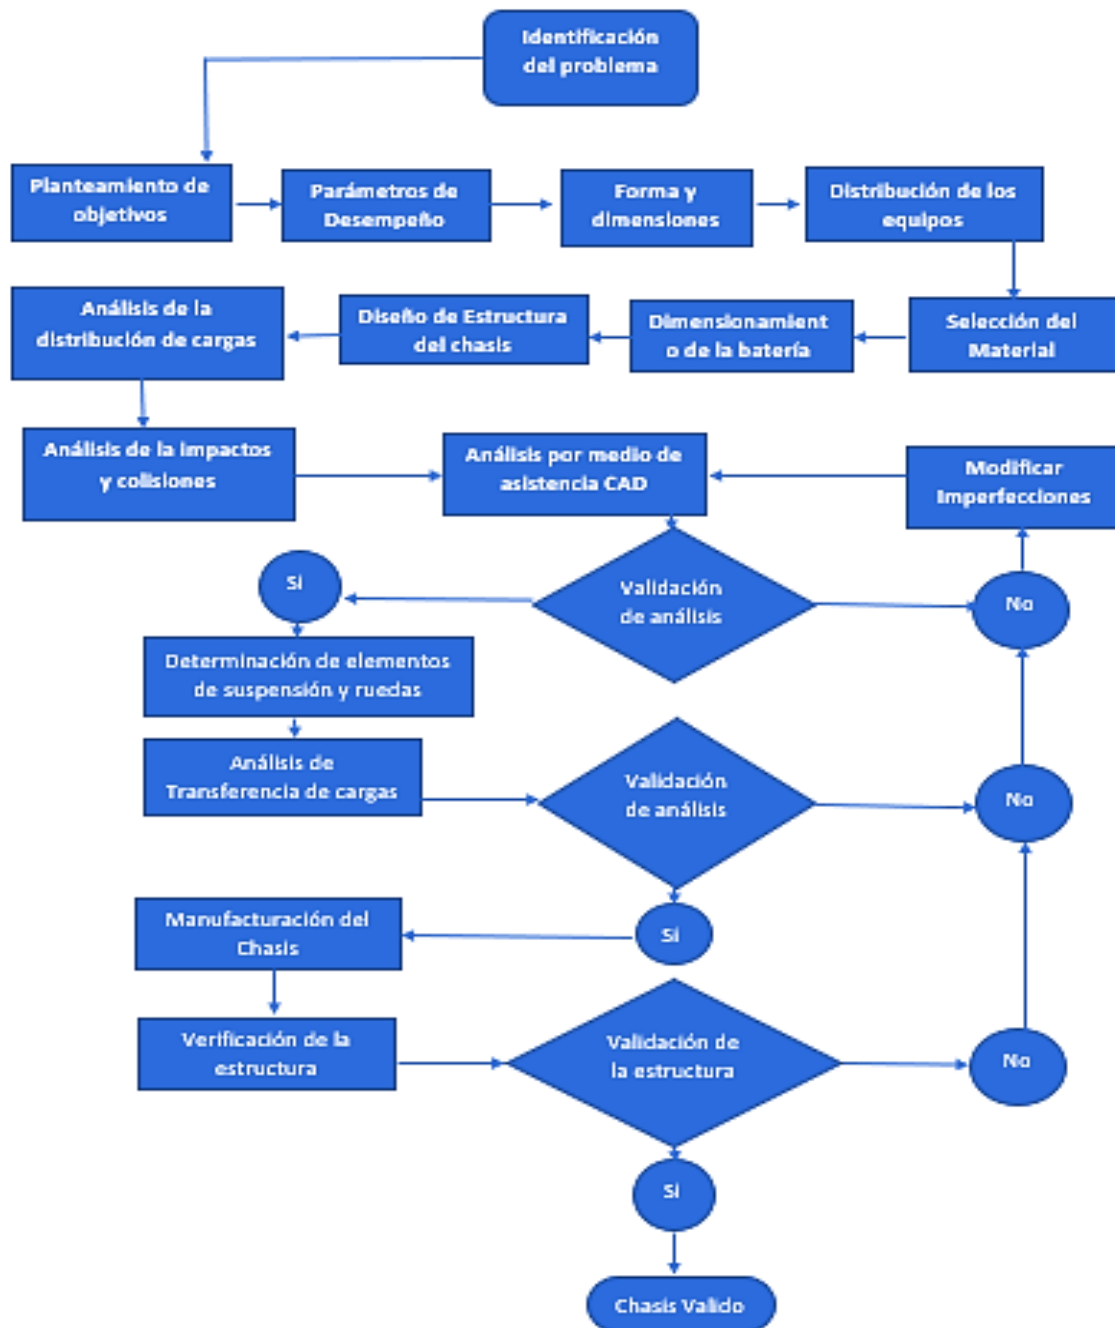 Identificación
del problema
Planteamiento de
objetivos
Parámetros de
Desempeño
Forma y
dimensiones
Distribución de los
equipos
Análisis de la
distribución de cargas
Diseño de Estructura
del chasis
Dimensionamient
o de la batería
Selección del
Material
Análisis de la impactos
y colisiones
Análisis por medio de
asistencia CAD
Modificar
Imperfecciones
Si
Validación
de análisis
No
Determinación de elementos
de suspensión y ruedas
Análisis de
Transferencia de cargas
Validación
de análisis
No
Manufacturación del
Chasis
Si
Verificación de la
estructura
Validación de
la estructura
No
Si
Chasis Valido